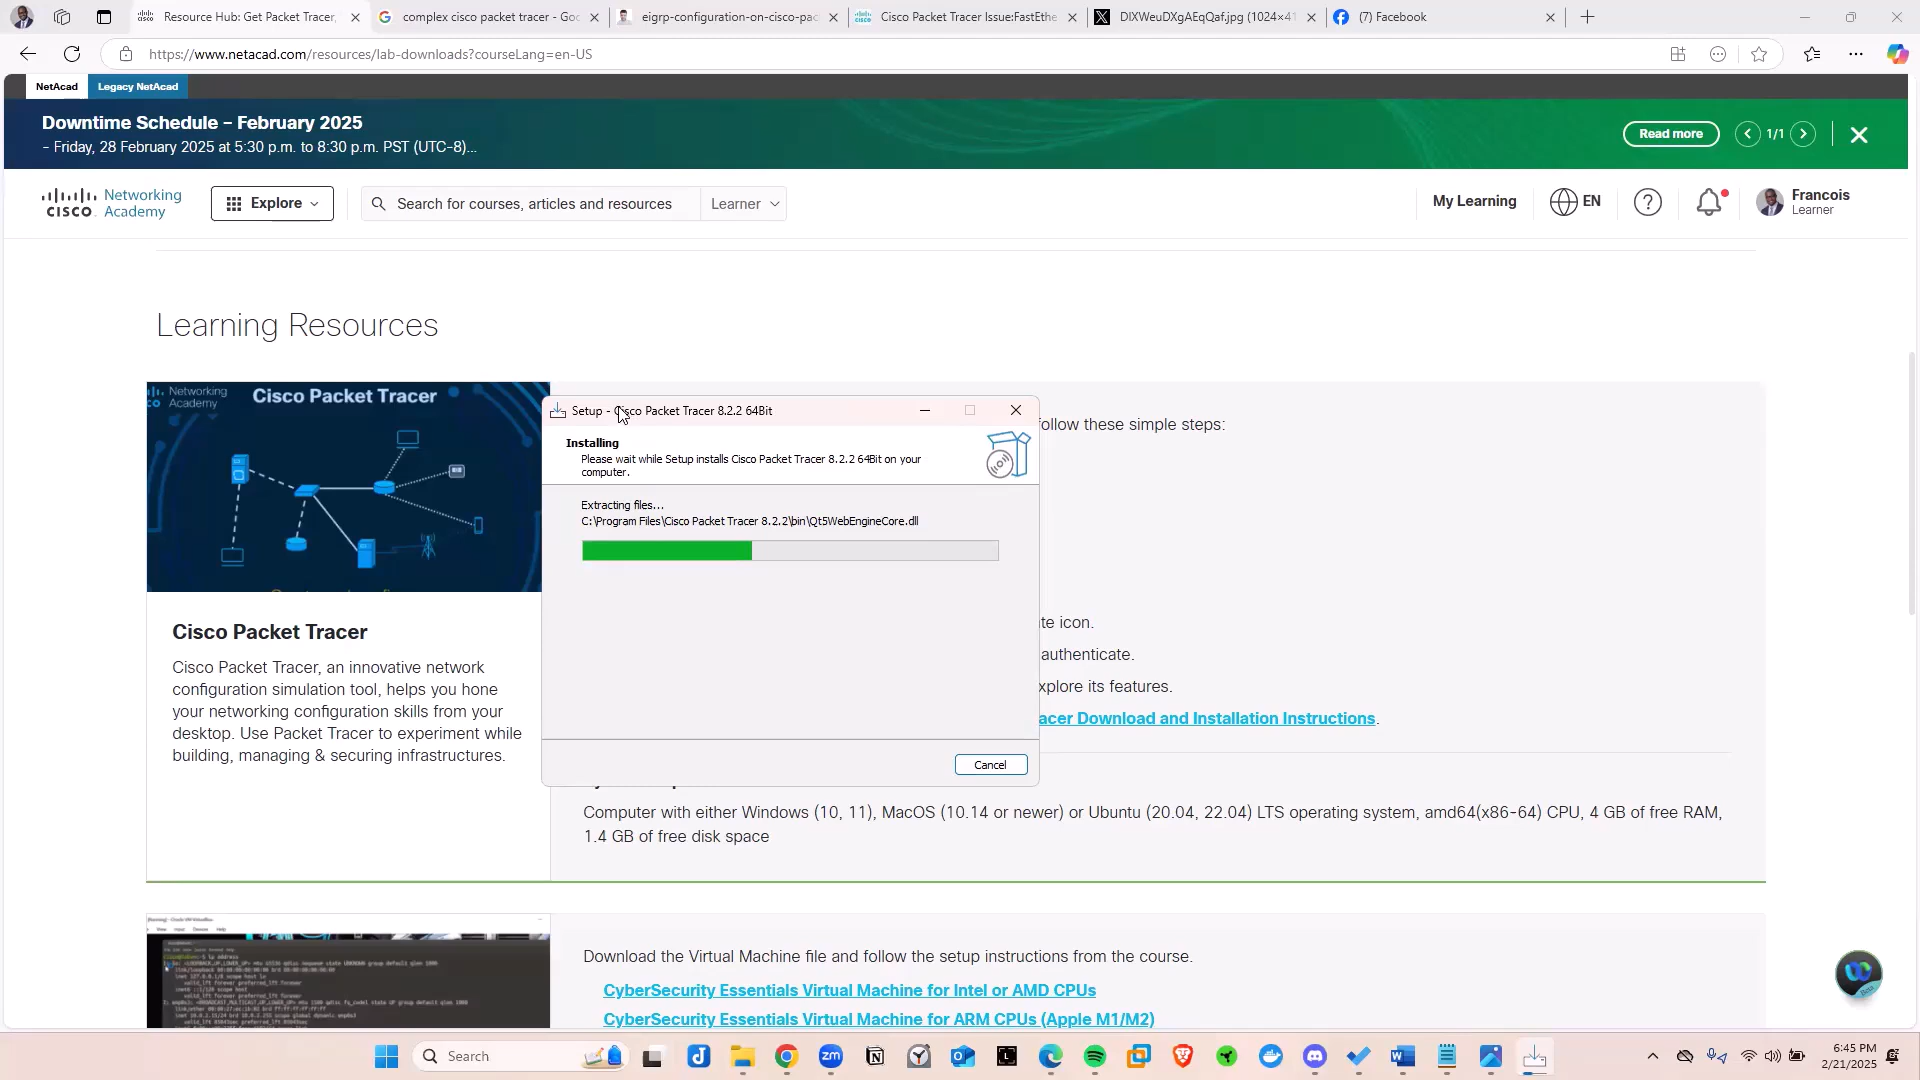 Resource Hub: Get Packet Tracer,
complex cisco packet tracer - Goo
eigrp-configuration-on-cisco-pac
Cisco Packet Tracer Issue:FastEthe
DIXWeuDXgAEqQaf.jpg (1024×41
(7) Facebook
https://www.netacad.com/resources/lab-downloads?courseLang=en-US
NetAcad
Legacy NetAcad
Downtime Schedule – February 2025
- Friday, 28 February 2025 at 5:30 p.m. to 8:30 p.m. PST (UTC-8)...
Read more
1/1
CISCO Networking Academy
Explore
Search for courses, articles and resources
Learner
My Learning
EN
Francois
Learner
Learning Resources
Networking Academy
Cisco Packet Tracer
Setup - Cisco Packet Tracer 8.2.2 64Bit
Installing
Please wait while Setup installs Cisco Packet Tracer 8.2.2 64Bit on your
computer.
Extracting files...
C:\Program Files\Cisco Packet Tracer 8.2.2\bin\Qt5WebEngineCore.dll
Cancel
follow these simple steps:
te icon.
authenticate.
xplore its features.
acer Download and Installation Instructions.
Cisco Packet Tracer
Cisco Packet Tracer, an innovative network
configuration simulation tool, helps you hone
your networking configuration skills from your
desktop. Use Packet Tracer to experiment while
building, managing & securing infrastructures.
Computer with either Windows (10, 11), MacOS (10.14 or newer) or Ubuntu (20.04, 22.04) LTS operating system, amd64(x86-64) CPU, 4 GB of free RAM,
1.4 GB of free disk space
Download the Virtual Machine file and follow the setup instructions from the course.
CyberSecurity Essentials Virtual Machine for Intel or AMD CPUs
CyberSecurity Essentials Virtual Machine for ARM CPUs (Apple M1/M2)
Search
6:45 PM
2/21/2025